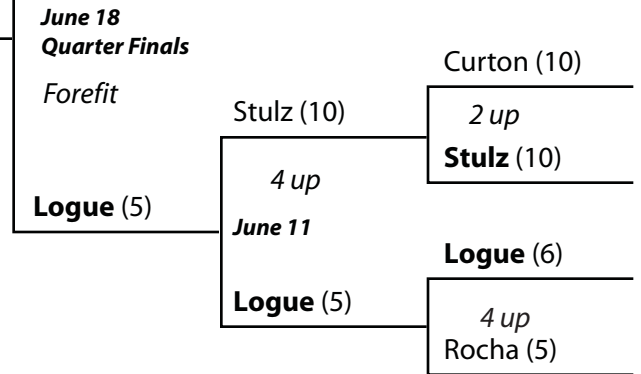 June 18
Quarter Finals
Forefit
Logue (5)
Stulz (10)
4 up
June 11
Logue (5)
Curton (10)
2 up
Stulz (10)
Logue (6)
4 up
Rocha (5)